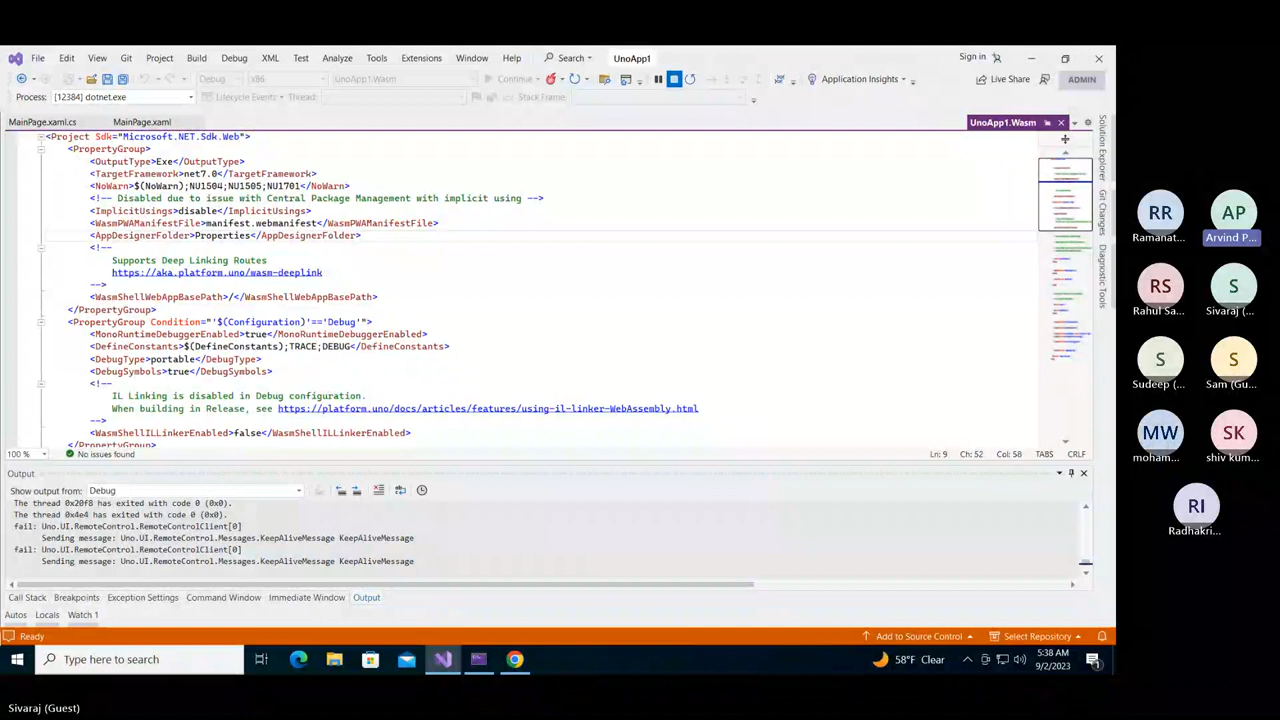 File Edit View Git Project Build Debug XML Test Analyze Tools Extensions Window Help Search UnoApp1 Sign in
Debug x86 UnoApp1.Wasm Continue Application Insights Live Share ADMIN
Process: [12384] dotnet.exe Lifecycle Events Thread: Stack Frame:
MainPage.xaml.cs MainPage.xaml UnoApp1.Wasm
<Project Sdk="Microsoft.NET.Sdk.Web">
<PropertyGroup>
<OutputType>Exe</OutputType>
<TargetFramework>net7.0</TargetFramework>
<NoWarn>$(NoWarn);NU1504;NU1505;NU1701</NoWarn>
<!-- Disabled due to issue with Central Package Management with implicit using -->
<ImplicitUsings>disable</ImplicitUsings>
<WasmPWAManifestFile>manifest.webmanifest</WasmPWAManifestFile>
<AppDesignerFolder>Properties</AppDesignerFolder>
<!--
Supports Deep Linking Routes
https://aka.platform.uno/wasm-deeplink
-->
<WasmShellWebAppBasePath>/</WasmShellWebAppBasePath>
</PropertyGroup>
<PropertyGroup Condition="'$(Configuration)'=='Debug'">
<MonoRuntimeDebuggerEnabled>true</MonoRuntimeDebuggerEnabled>
<DefineConstants>$(DefineConstants);TRACE;DEBUG</DefineConstants>
<DebugType>portable</DebugType>
<DebugSymbols>true</DebugSymbols>
<!--
IL Linking is disabled in Debug configuration.
When building in Release, see https://platform.uno/docs/articles/features/using-il-linker-WebAssembly.html
-->
<WasmShellILLinkerEnabled>false</WasmShellILLinkerEnabled>
</PropertyGroup>
Solution Explorer
Git Changes
Diagnostic Tools
100 % No issues found Ln: 9 Ch: 52 Col: 58 TABS CRLF
Output
Show output from: Debug
The thread 0x20f8 has exited with code 0 (0x0).
The thread 0x4e4 has exited with code 0 (0x0).
fail: Uno.UI.RemoteControl.RemoteControlClient[0]
Sending message: Uno.UI.RemoteControl.Messages.KeepAliveMessage KeepAliveMessage
fail: Uno.UI.RemoteControl.RemoteControlClient[0]
Sending message: Uno.UI.RemoteControl.Messages.KeepAliveMessage KeepAliveMessage
Call Stack Breakpoints Exception Settings Command Window Immediate Window Output
Autos Locals Watch 1
Ready Add to Source Control Select Repository
Type here to search 58°F Clear 5:38 AM
9/2/2023 1
RR AP
Ramanat... Arvind P...
RS S
Rahul Sa... Sivaraj (...
S S
Sudeep (... Sam (Gu...
MW SK
moham... shiv kum...
RI
Radhakri...
Sivaraj (Guest)